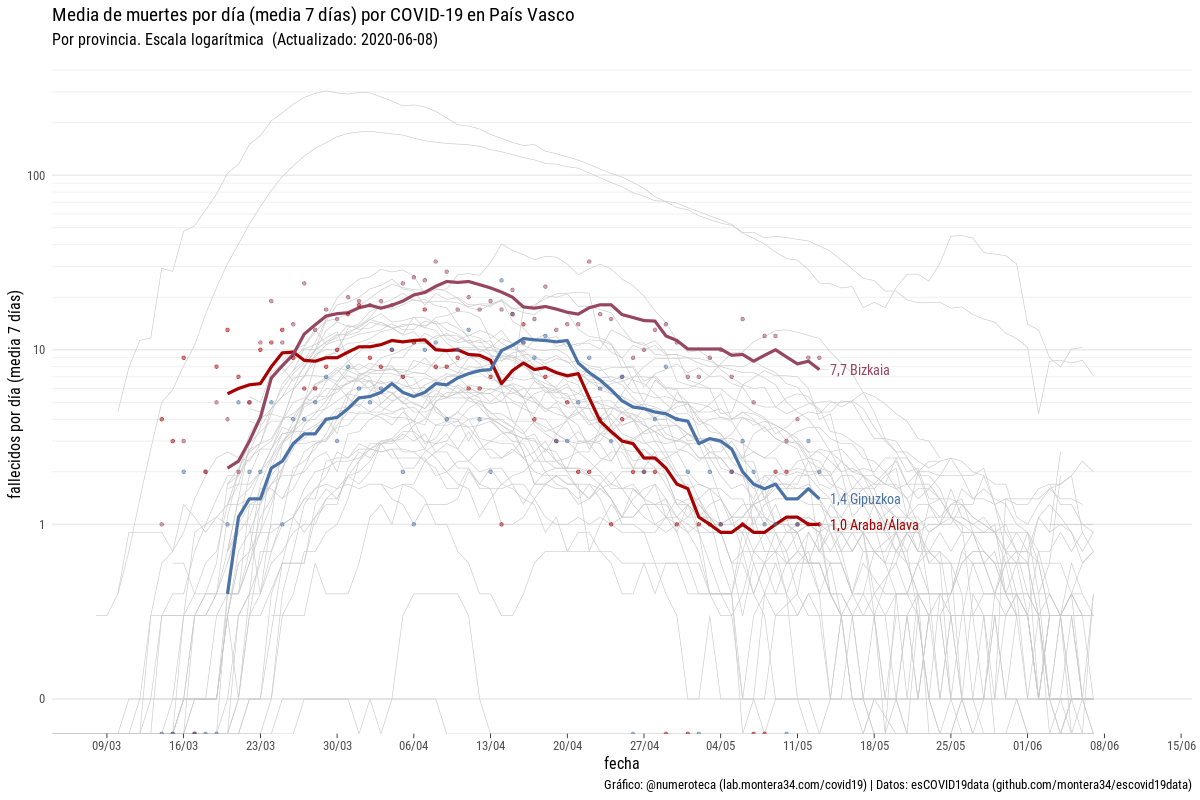 Media de muertes por día (media 7 días) por COVID-19 en País Vasco
Por provincia. Escala logarítmica (Actualizado: 2020-06-08)
fallecidos por día (media 7 días)
100
10
1
0
7,7 Bizkaia
1,4 Gipuzkoa
1,0 Araba/Álava
09/03 16/03 23/03 30/03 06/04 13/04 20/04 27/04 04/05 11/05 18/05 25/05 01/06 08/06 15/06
fecha
Gráfico: @numeroteca (lab.montera34.com/covid19) | Datos: esCOVID19data (github.com/montera34/escovid19data)